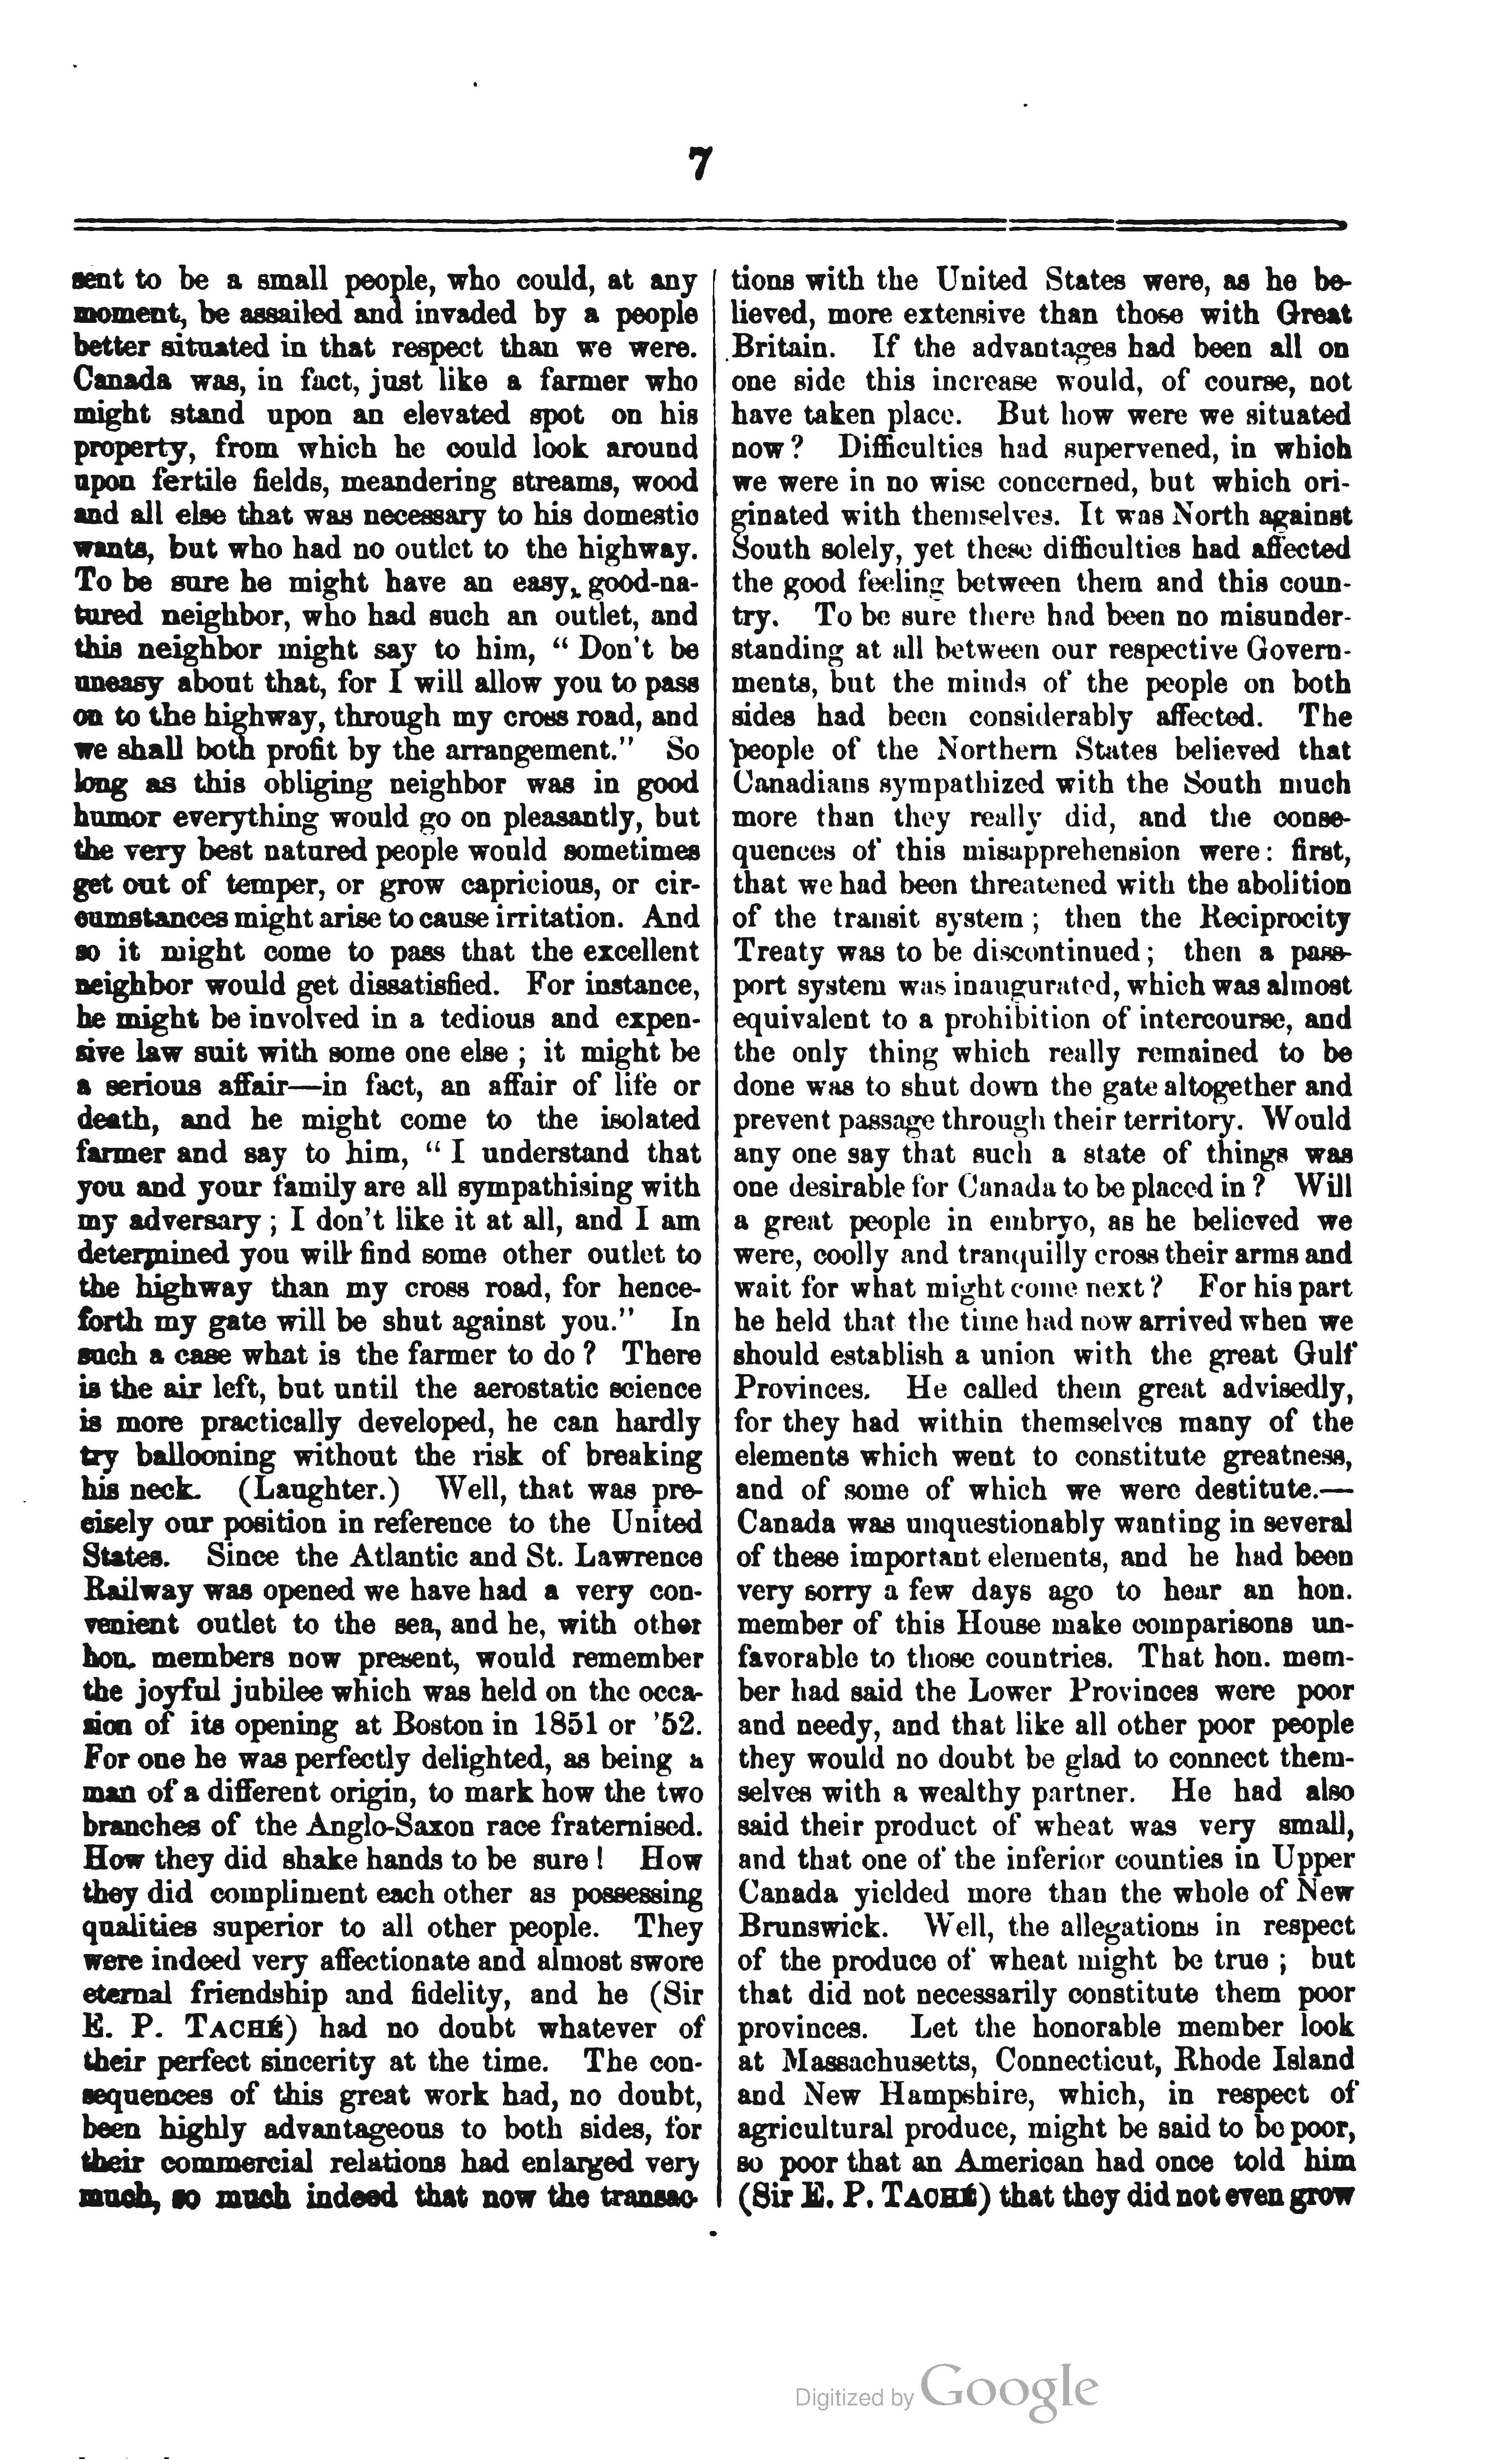 7
sent to be a small people, who could, at any
moment, be assailed and invaded by a people
better situated in that respect than we were.
Canada was, in fact, just like a farmer who
might stand upon an elevated spot on his
property, from which he could look around
upon fertile fields, meandering streams, wood
and all else that was necessary to his domestic
wants, but who had no outlet to the highway.
To be sure he might have an easy, good-na-
tured neighbor, who had such an outlet, and
this neighbor might say to him, “ Don't be
uneasy about that, for I will allow you to pass
on to the highway, through my cross road, and
we shall both profit by the arrangement.” So
long as this obliging neighbor was in good
humor everything would go on pleasantly, but
the very best natured people would sometimes
get out of temper, or grow capricious, or cir-
cumstances might arise to cause irritation. And
so it might come to pass that the excellent
neighbor would get dissatisfied. For instance,
he might be involved in a tedious and expen-
sive law suit with some one else ; it might be
a serious affair—in fact, an affair of life or
death, and he might come to the isolated
farmer and say to him, “ I understand that
you and your family are all sympathising with
my adversary ; I don't like it at all, and I am
determined you will find some other outlet to
the highway than my cross road, for hence-
forth my gate will be shut against you.” In
such a case what is the farmer to do ? There
is the air left, but until the aerostatic science
is more practically developed, he can hardly
try ballooning without the risk of breaking
his neck. (Laughter.) Well, that was pre-
cisely our position in reference to the United
States. Since the Atlantic and St. Lawrence
Railway was opened we have had a very con-
venient outlet to the sea, and he, with other
hon. members now present, would remember
the joyful jubilee which was held on the occa-
sion of its opening at Boston in 1851 or '52.
For one he was perfectly delighted, as being a
man of a different origin, to mark how the two
branches of the Anglo-Saxon race fraternised.
How they did shake hands to be sure ! How
they did compliment each other as possessing
qualities superior to all other people. They
were indeed very affectionate and almost swore
eternal friendship and fidelity, and he (Sir
E. P. TACHÉ) had no doubt whatever of
their perfect sincerity at the time. The con-
sequences of this great work had, no doubt,
been highly advantageous to both sides, for
their commercial relations had enlarged very
much, so much indeed that now the transac-
tions with the United States were, as he be-
lieved, more extensive than those with Great
Britain. If the advantages had been all on
one side this increase would, of course, not
have taken place. But how were we situated
now ? Difficulties had supervened, in which
we were in no wise concerned, but which ori-
ginated with themselves. It was North against
South solely, yet these difficulties had affected
the good feeling between them and this coun-
try. To be sure there had been no misunder-
standing at all between our respective Govern-
ments, but the minds of the people on both
sides had been considerably affected. The
people of the Northern States believed that
Canadians sympathized with the South much
more than they really did, and the conse-
quences of this misapprehension were : first,
that we had been threatened with the abolition
of the transit system ; then the Reciprocity
Treaty was to be discontinued ; then a pass-
port system was inaugurated, which was almost
equivalent to a prohibition of intercourse, and
the only thing which really remained to be
done was to shut down the gate altogether and
prevent passage through their territory. Would
any one say that such a state of things was
one desirable for Canada to be placed in ? Will
a great people in embryo, as he believed we
were, coolly and tranquilly cross their arms and
wait for what might come next ? For his part
he held that the time had now arrived when we
should establish a union with the great Gulf
Provinces. He called them great advisedly,
for they had within themselves many of the
elements which went to constitute greatness,
and of some of which we were destitute.—
Canada was unquestionably wanting in several
of these important elements, and he had been
very sorry a few days ago to hear an hon.
member of this House make comparisons un-
favorable to those countries. That hon. mem-
ber had said the Lower Provinces were poor
and needy, and that like all other poor people
they would no doubt be glad to connect them-
selves with a wealthy partner. He had also
said their product of wheat was very small,
and that one of the inferior counties in Upper
Canada yielded more than the whole of New
Brunswick. Well, the allegations in respect
of the produce of wheat might be true ; but
that did not necessarily constitute them poor
provinces. Let the honorable member look
at Massachusetts, Connecticut, Rhode Island
and New Hampshire, which, in respect of
agricultural produce, might be said to be poor,
so poor that an American had once told him
(Sir E. P. TACHÉ) that they did not even grow
Digitized by Google